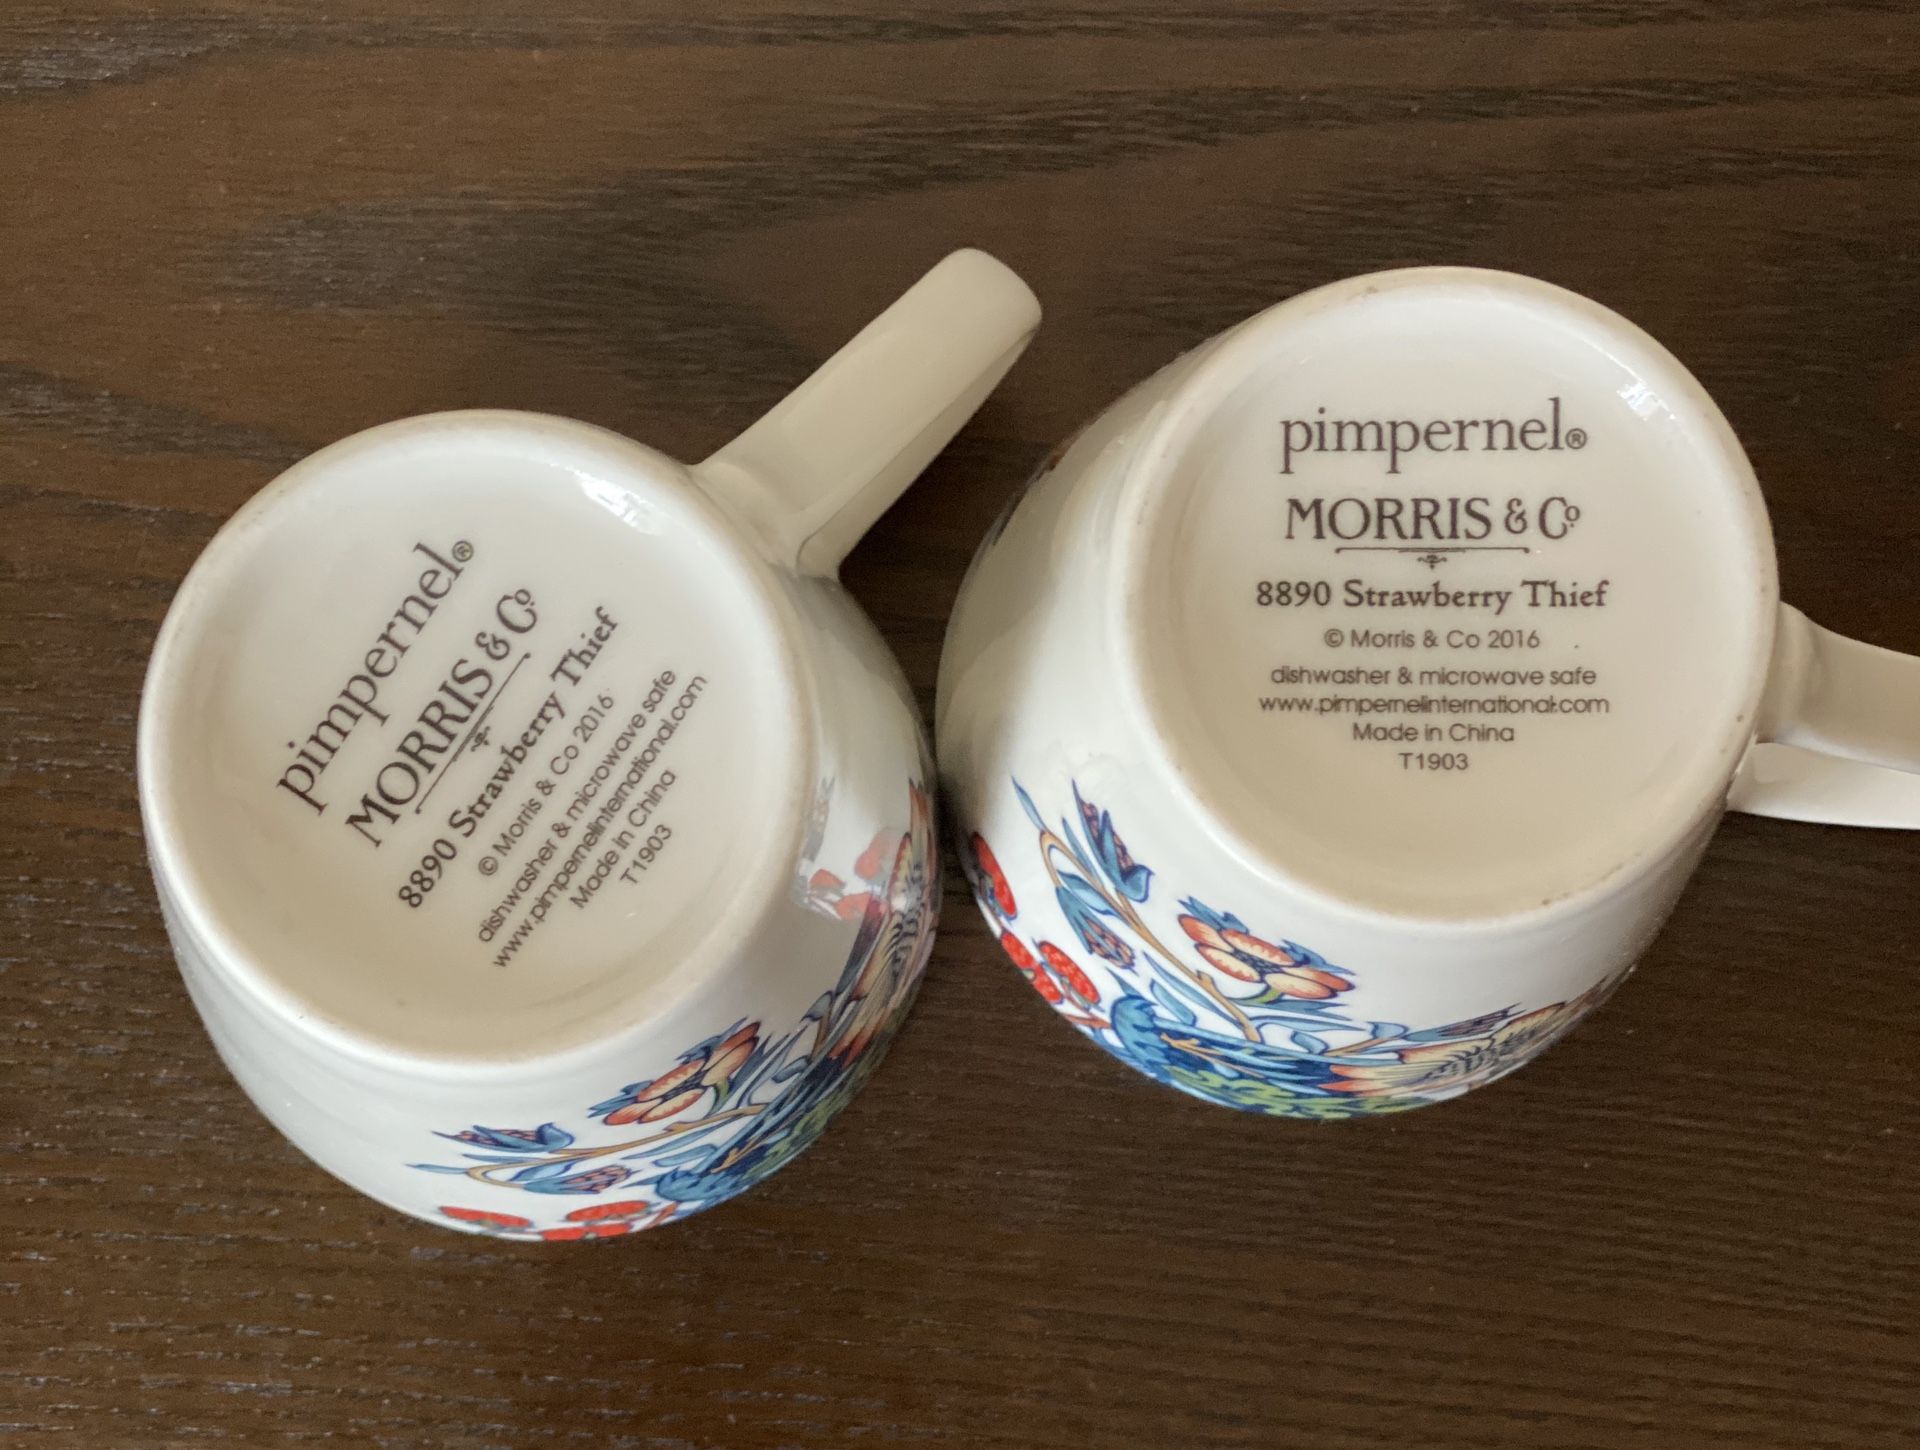 pimpernel®
MORRIS & Co
8890 Strawberry Thief
© Morris & Co 2016
dishwasher & microwave safe
www.pimpernelinternational.com
Made in China
T1903
pimpernel®
MORRIS & Co
8890 Strawberry Thief
© Morris & Co 2016
dishwasher & microwave safe
www.pimpernelinternational.com
Made in China
T1903